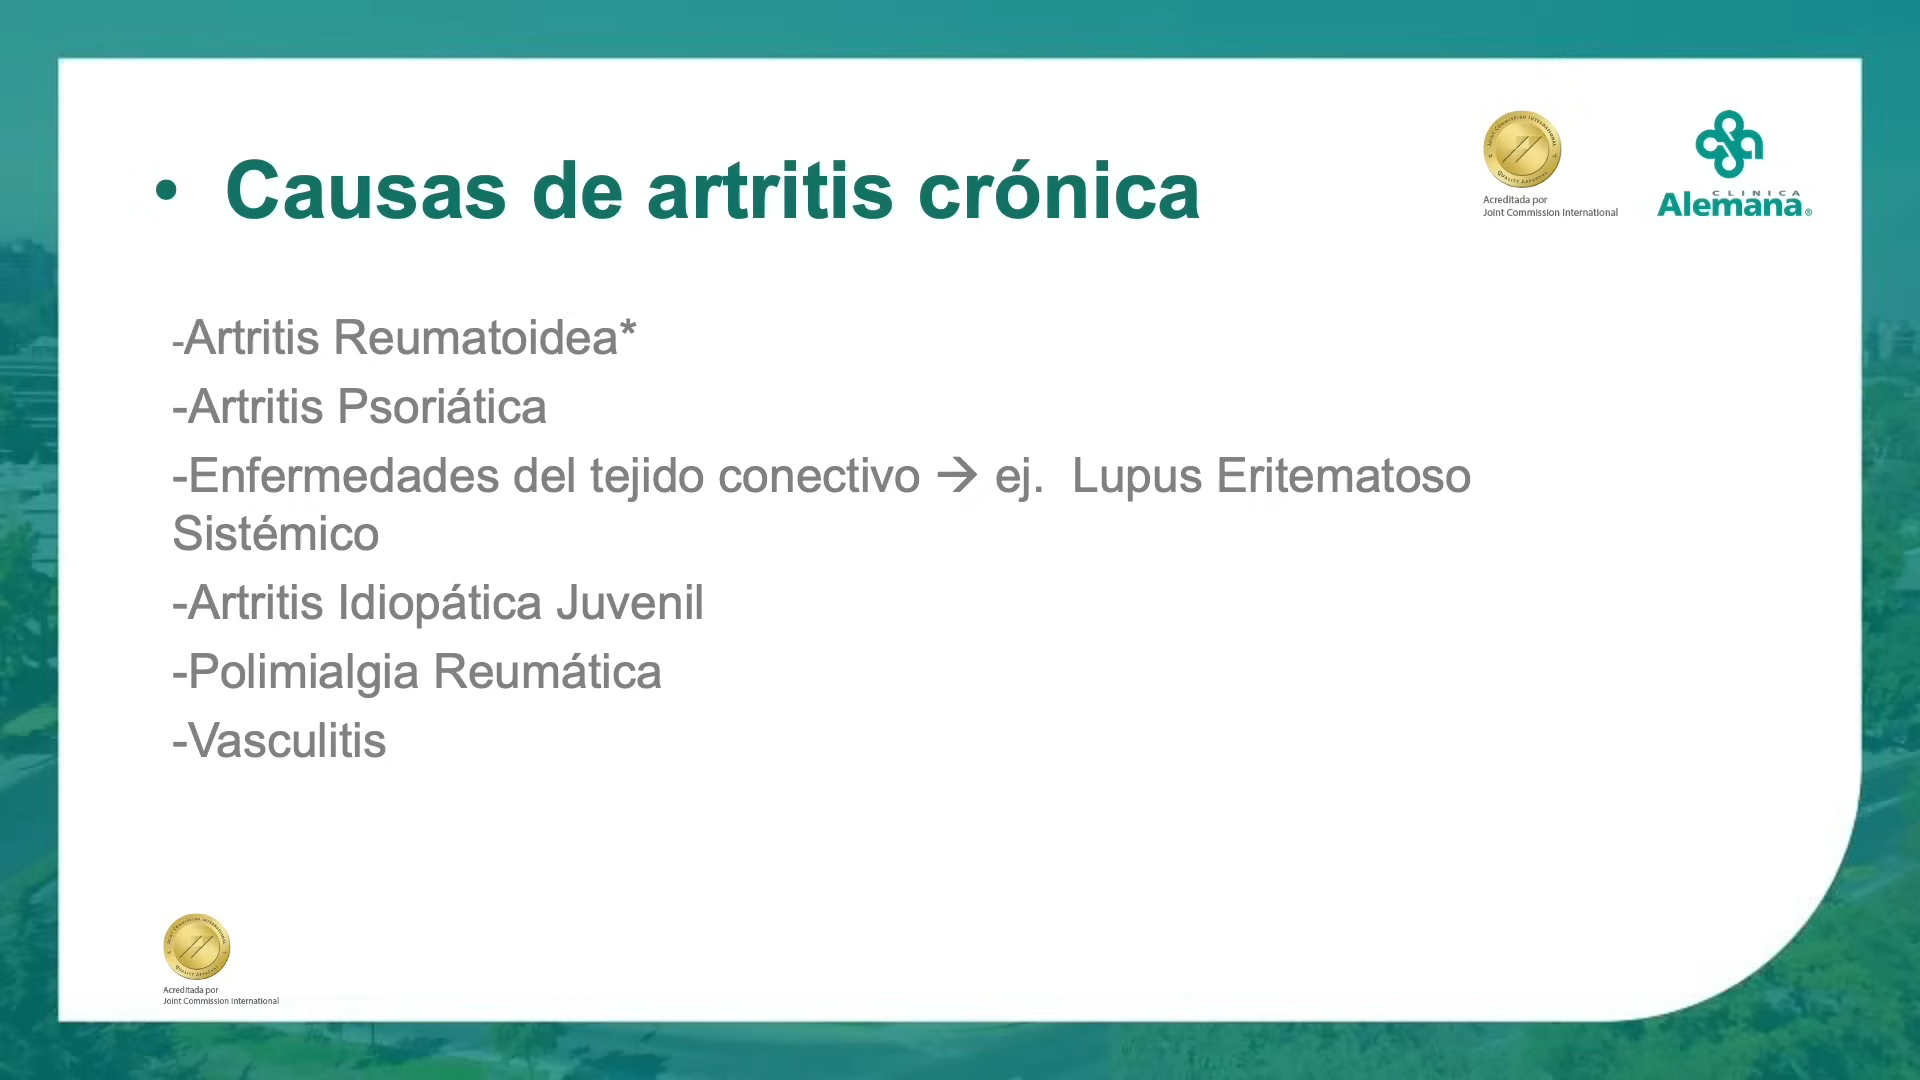 • Causas de artritis crónica
Acreditada por
Joint Commission International
CLINICA
Alemana®
-Artritis Reumatoidea*
-Artritis Psoriática
-Enfermedades del tejido conectivo → ej.  Lupus Eritematoso
Sistémico
-Artritis Idiopática Juvenil
-Polimialgia Reumática
-Vasculitis
Acreditada por
Joint Commission International